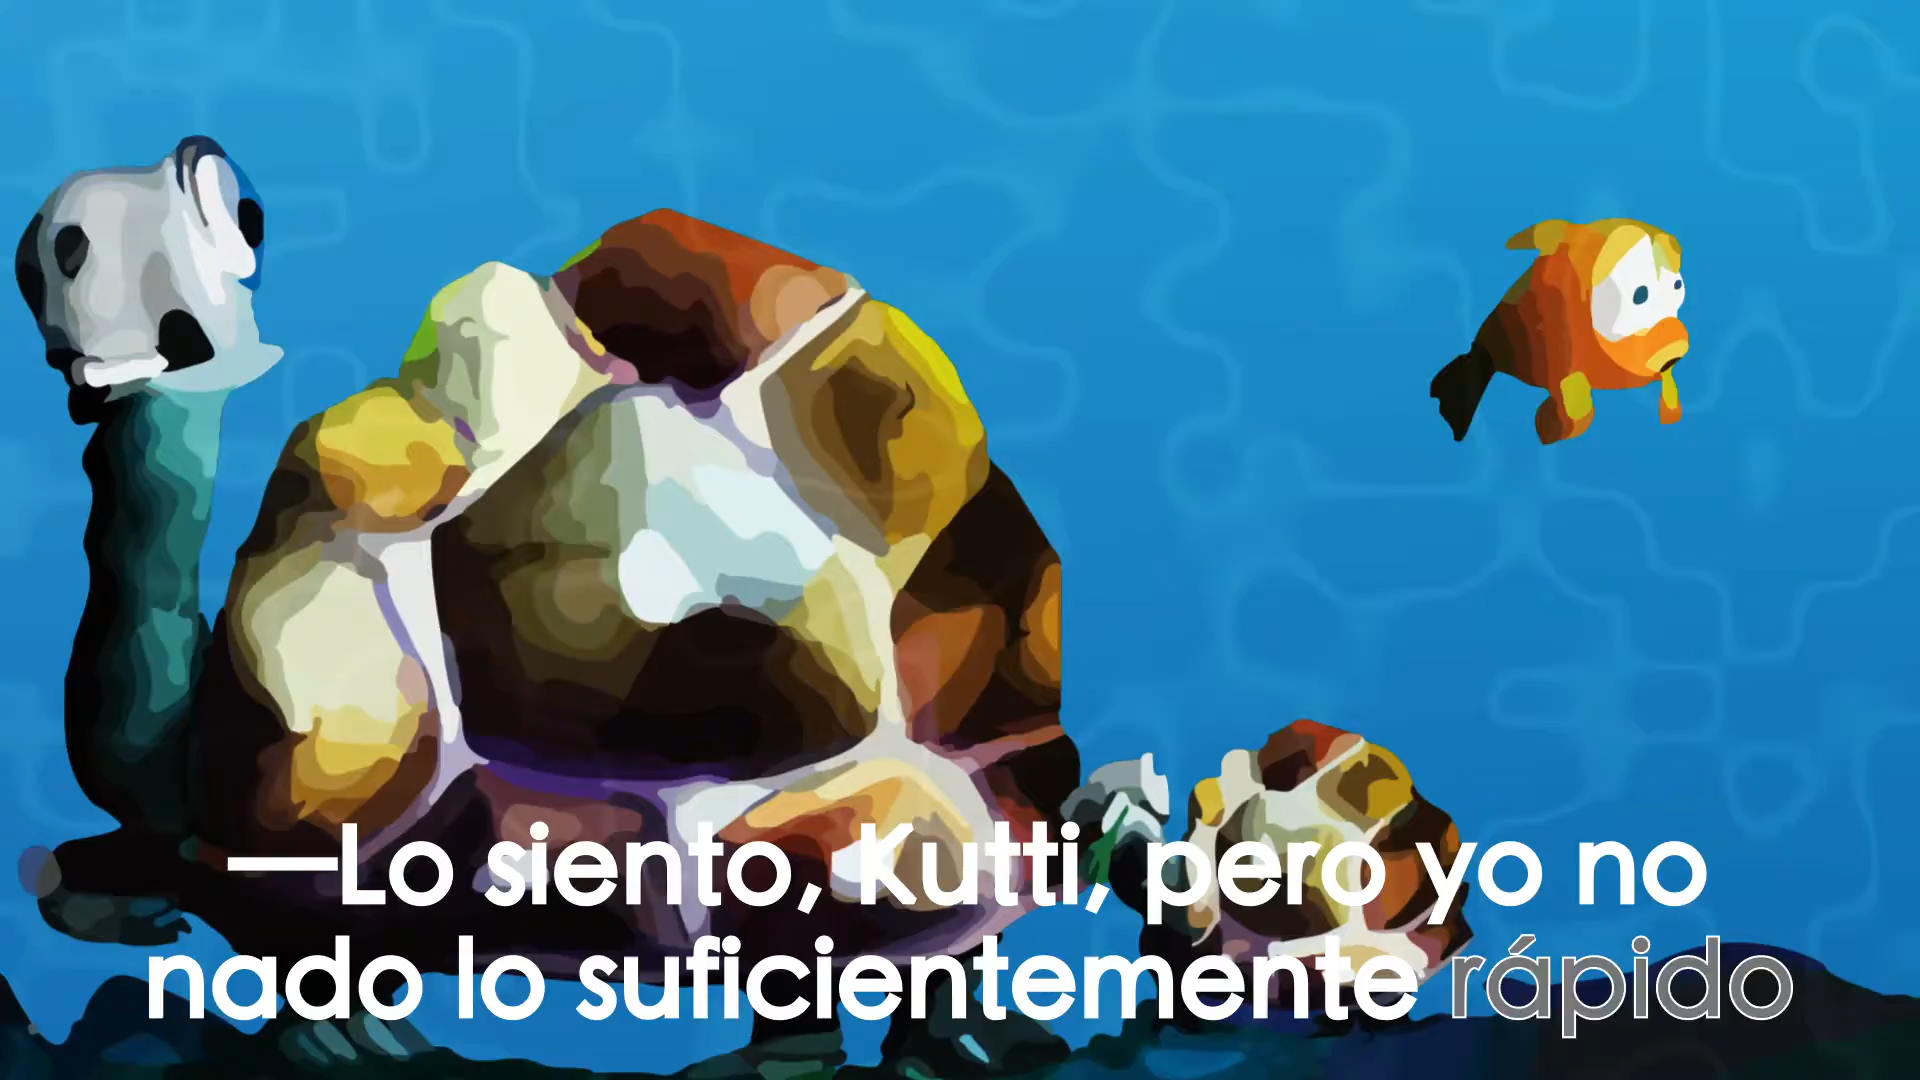 —Lo siento, Kutti, pero yo no
nado lo suficientemente rápido